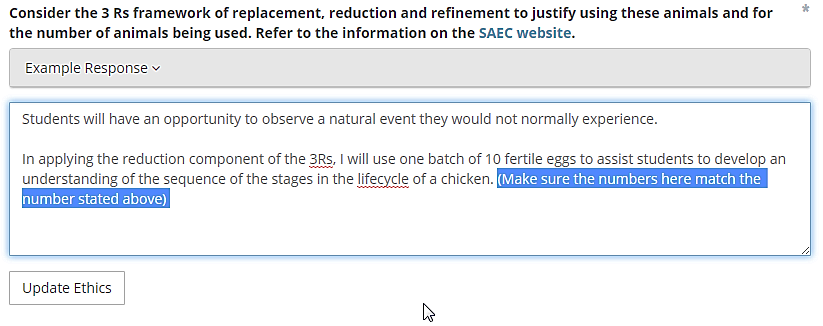 Consider the 3 Rs framework of replacement, reduction and refinement to justify using these animals and for *
the number of animals being used. Refer to the information on the SAEC website.
Example Response
Students will have an opportunity to observe a natural event they would not normally experience.
In applying the reduction component of the 3Rs, I will use one batch of 10 fertile eggs to assist students to develop an
understanding of the sequence of the stages in the lifecycle of a chicken. (Make sure the numbers here match the
number stated above)
Update Ethics